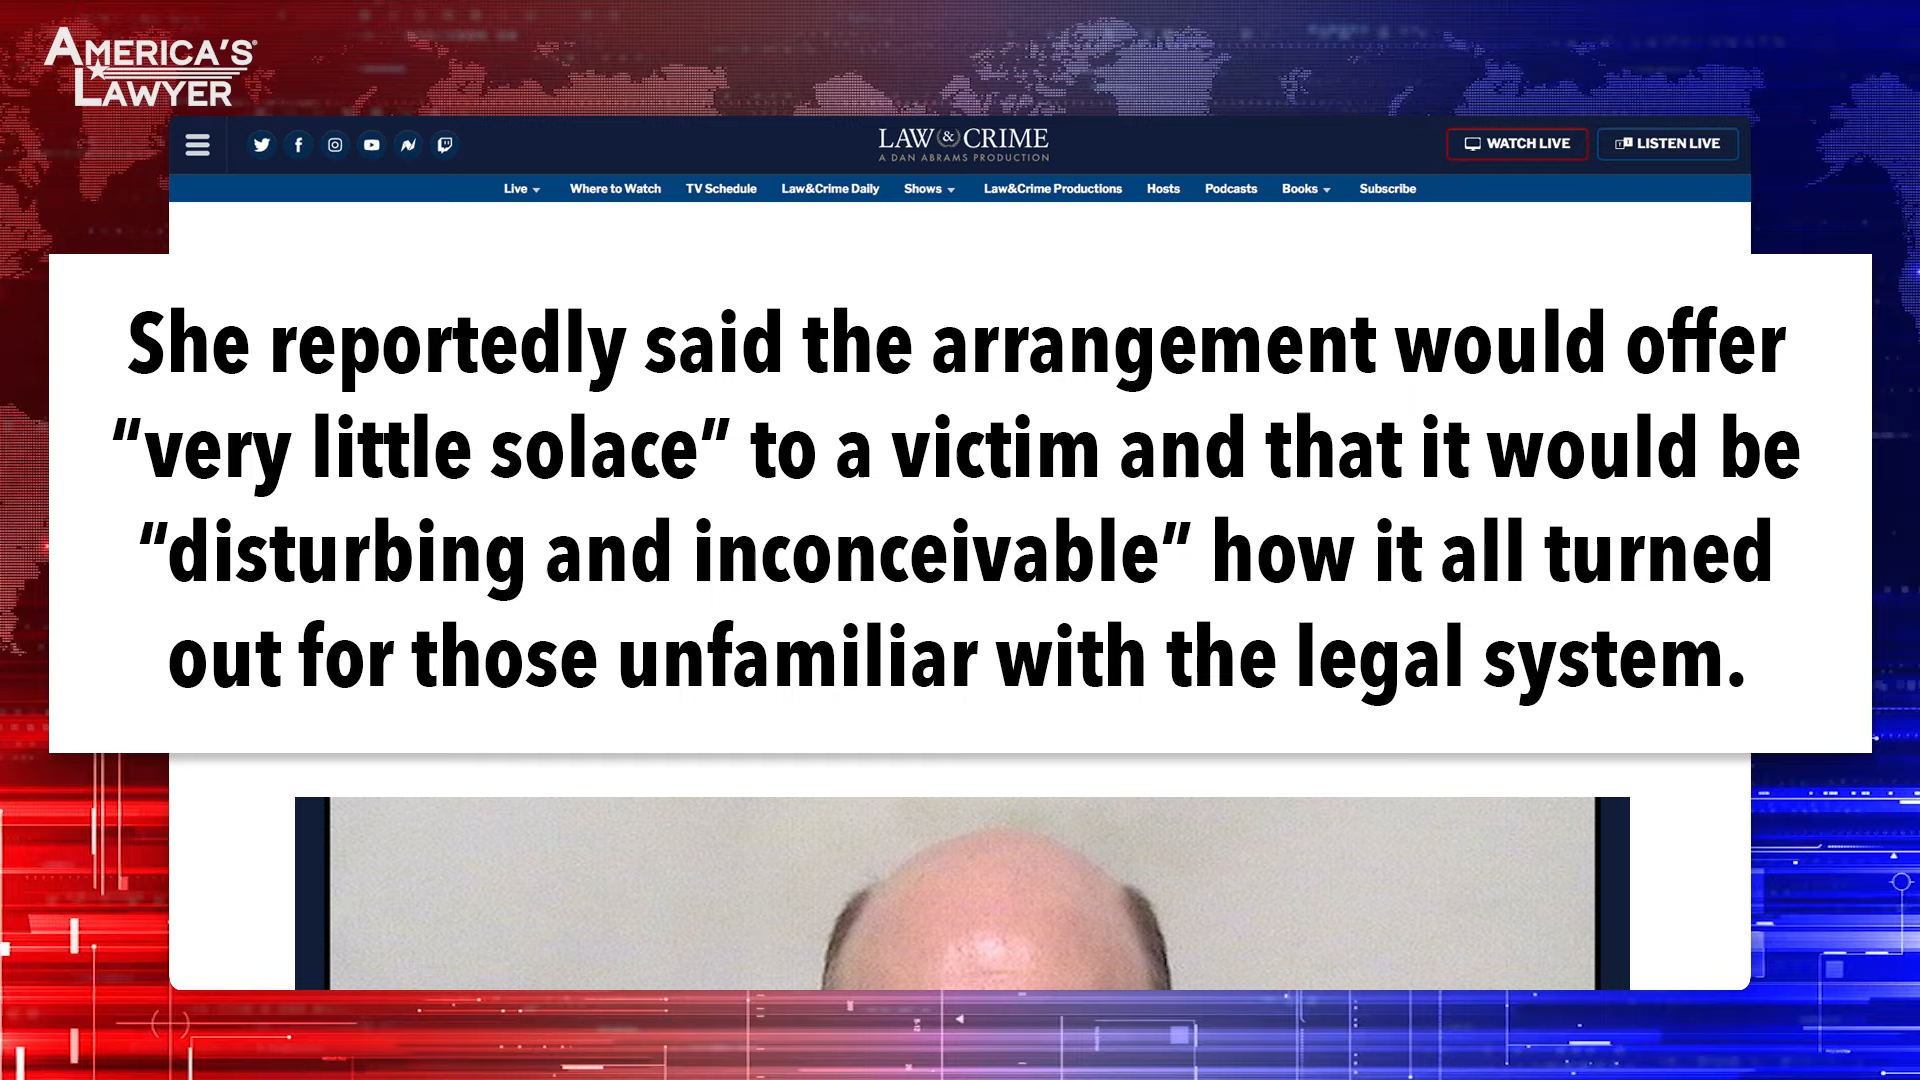 AMERICA'S
LAWYER
LAW & CRIME
A DAN ABRAMS PRODUCTION
WATCH LIVE
LISTEN LIVE
Live
Where to Watch
TV Schedule
Law&Crime Daily
Shows
Law&Crime Productions
Hosts
Podcasts
Books
Subscribe
She reportedly said the arrangement would offer
“very little solace” to a victim and that it would be
“disturbing and inconceivable” how it all turned
out for those unfamiliar with the legal system.